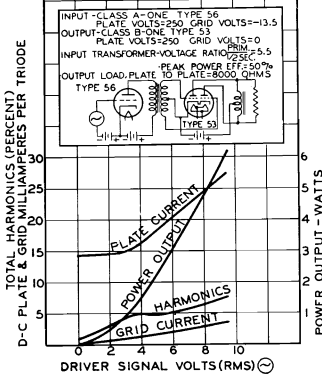 INPUT-CLASS A-ONE TYPE 56
PLATE VOLTS=250 GRID VOLTS=-13.5
OUTPUT-CLASS B-ONE TYPE 53
PLATE VOLTS=250 GRID VOLTS=0
INPUT TRANSFORMER-VOLTAGE RATIO PRIM. 1/2 SEC. =5.5
PEAK POWER EFF.=50%
OUTPUT LOAD, PLATE TO PLATE=8000 OHMS
TYPE 56
TYPE 53
TOTAL HARMONICS (PERCENT)
D-C PLATE & GRID MILLIAMPERES PER TRIODE
30
25
20
15
10
5
6
5
4
3
2
1
POWER OUTPUT-WATTS
PLATE CURRENT
POWER OUTPUT
HARMONICS
GRID CURRENT
0 2 4 6 8 10
DRIVER SIGNAL VOLTS (RMS)